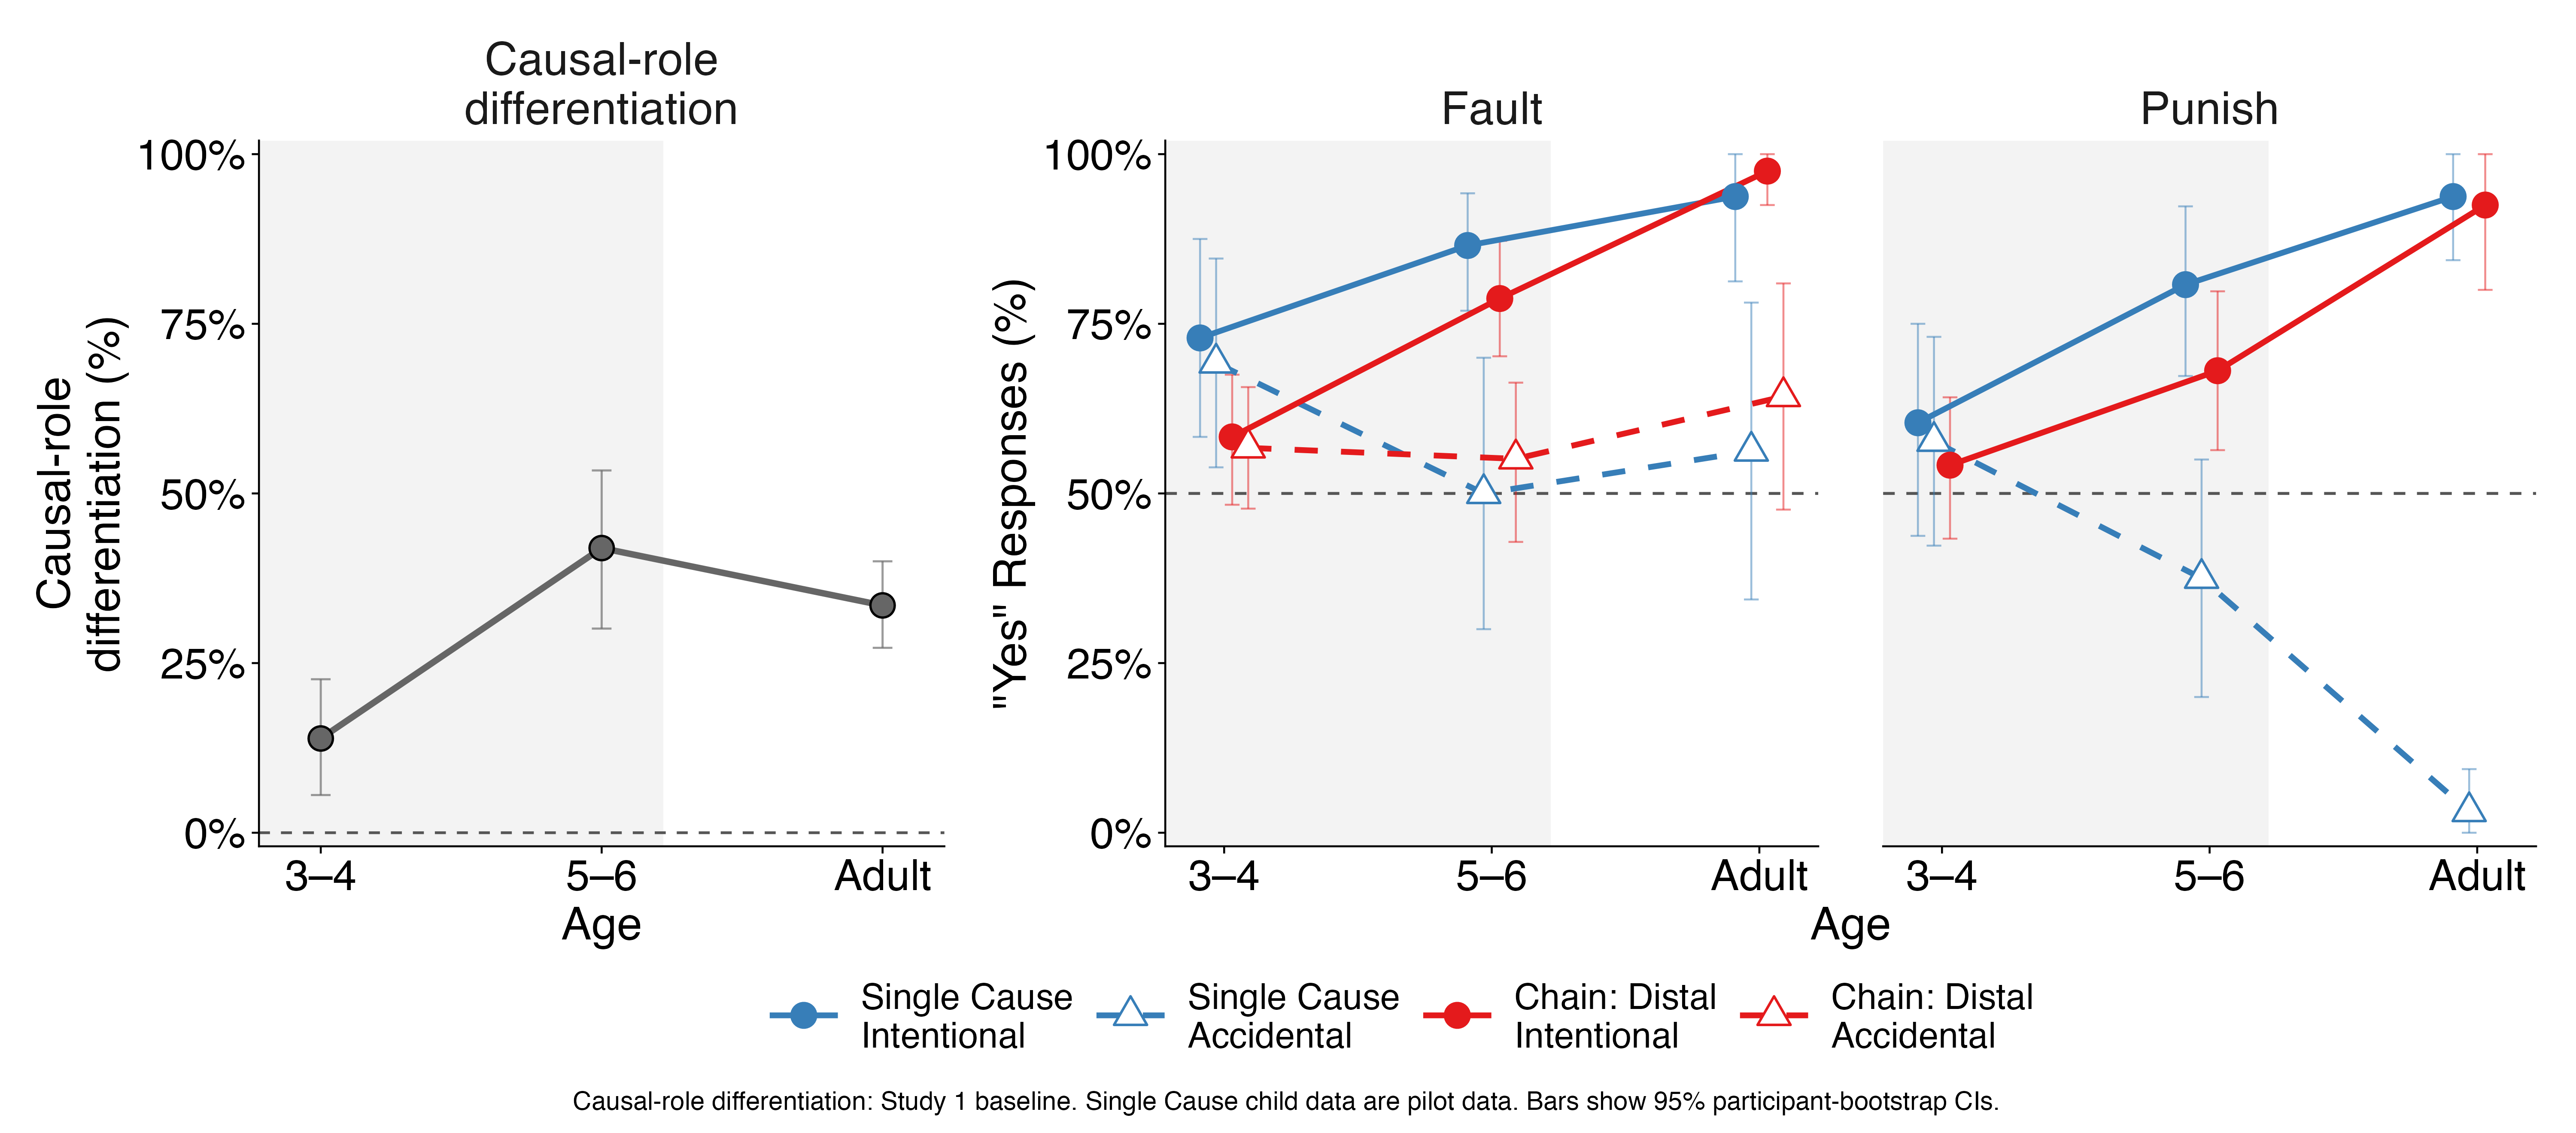 Causal-role
differentiation
Causal-role
differentiation (%)
100%
75%
50%
25%
0%
3–4
5–6
Adult
Age
Fault
Punish
"Yes" Responses (%)
100%
75%
50%
25%
0%
3–4
5–6
Adult
3–4
5–6
Adult
Age
Single Cause
Intentional
Single Cause
Accidental
Chain: Distal
Intentional
Chain: Distal
Accidental
Causal-role differentiation: Study 1 baseline. Single Cause child data are pilot data. Bars show 95% participant-bootstrap CIs.